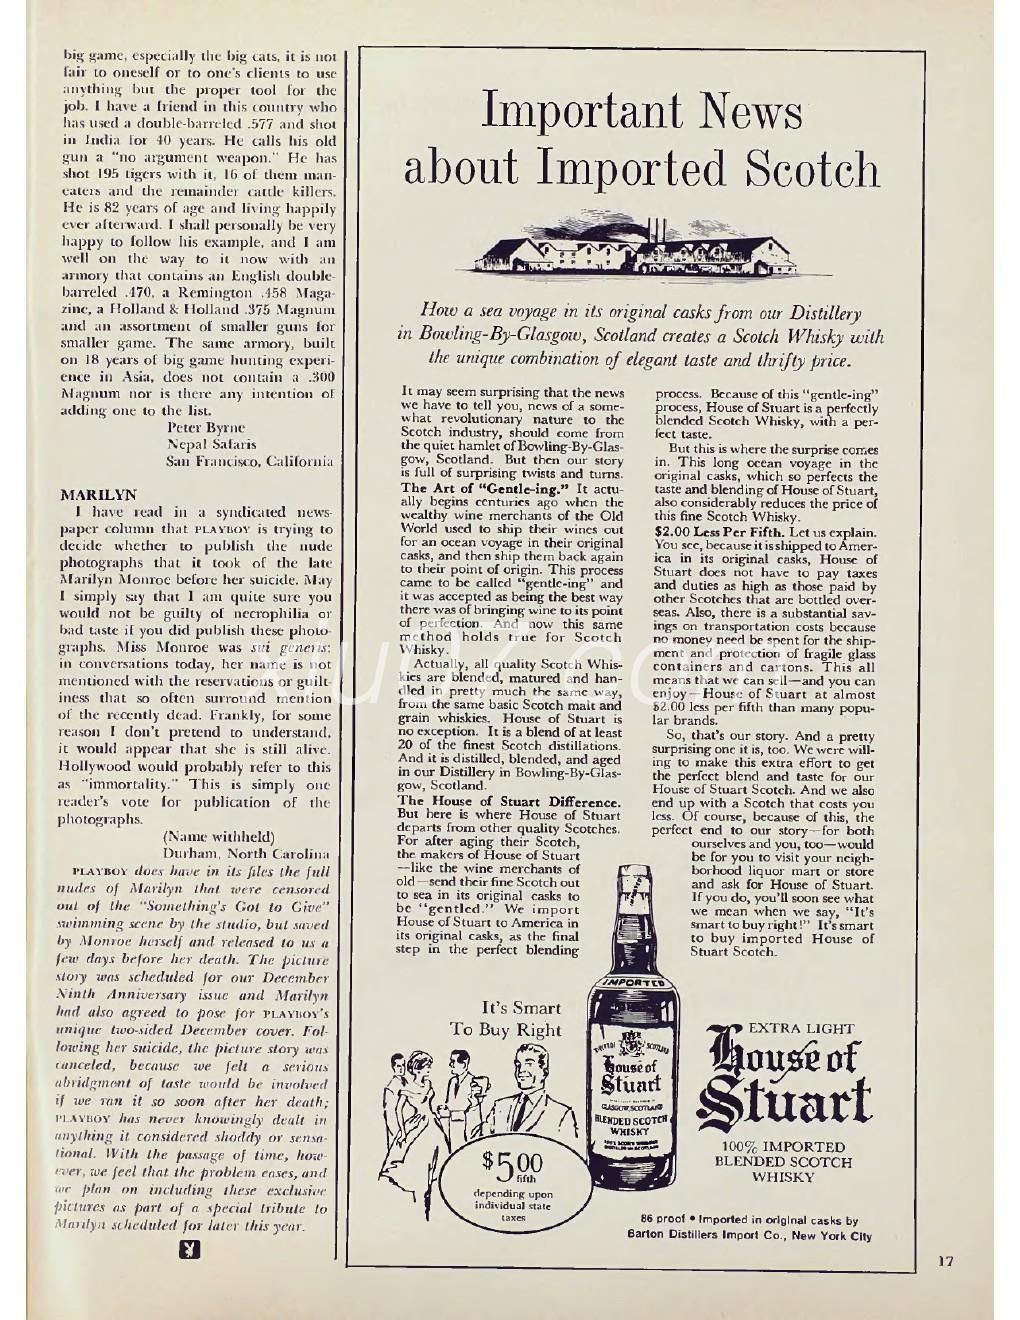 big game, especially the big cats, it is not
fair to oneself or to one's clients to use
anything but the proper tool for the
job. I have a friend in this country who
has used a double-barreled .577 and shot
in India for 40 years. He calls his old
gun a "no argument weapon." He has
shot 195 tigers with it, 16 of them man-
eaters and the remainder cattle killers.
He is 82 years of age and living happily
ever afterward. I shall personally be very
happy to follow his example, and I am
well on the way to it now with an
armory that contains an English double-
barreled .470, a Remington .458 Maga-
zine, a Holland & Holland .375 Magnum
and an assortment of smaller guns for
smaller game. The same armory, built
on 18 years of big game hunting experi-
ence in Asia, does not contain a .300
Magnum nor is there any intention of
adding one to the list.
Peter Byrne
Nepal Safaris
San Francisco, California
MARILYN
I have read in a syndicated news-
paper column that PLAYBOY is trying to
decide whether to publish the nude
photographs that it took of the late
Marilyn Monroe before her suicide. May
I simply say that I am quite sure you
would not be guilty of necrophilia or
bad taste if you did publish these photo-
graphs. Miss Monroe was sui generis:
in conversations today, her name is not
mentioned with the reservations or guilt-
iness that so often surround mention
of the recently dead. Frankly, for some
reason I don't pretend to understand,
it would appear that she is still alive.
Hollywood would probably refer to this
as "immortality." This is simply one
reader's vote for publication of the
photographs.
(Name withheld)
Durham, North Carolina
PLAYBOY does have in its files the full
nudes of Marilyn that were censored
out of the "Something's Got to Give"
swimming scene by the studio, but saved
by Monroe herself and released to us a
few days before her death. The picture
story was scheduled for our December
Ninth Anniversary issue and Marilyn
had also agreed to pose for PLAYBOY'S
unique two-sided December cover. Fol-
lowing her suicide, the picture story was
canceled, because we felt a serious
abridgment of taste would be involved
if we ran it so soon after her death;
PLAYBOY has never knowingly dealt in
anything it considered shoddy or sensa-
tional. With the passage of time, how-
ever, we feel that the problem eases, and
we plan on including these exclusive
pictures as part of a special tribute to
Marilyn scheduled for later this year.
Important News
about Imported Scotch
How a sea voyage in its original casks from our Distillery
in Bowling-By-Glasgow, Scotland creates a Scotch Whisky with
the unique combination of elegant taste and thrifty price.
It may seem surprising that the news
we have to tell you, news of a some-
what revolutionary nature to the
Scotch industry, should come from
the quiet hamlet of Bowling-By-Glas-
gow, Scotland. But then our story
is full of surprising twists and turns.
The Art of "Gentle-ing." It actu-
ally begins centuries ago when the
wealthy wine merchants of the Old
World used to ship their wines out
for an ocean voyage in their original
casks, and then ship them back again
to their point of origin. This process
came to be called "gentle-ing" and
it was accepted as being the best way
there was of bringing wine to its point
of perfection. And now this same
method holds true for Scotch
Whisky.
Actually, all quality Scotch Whis-
kies are blended, matured and han-
dled in pretty much the same way,
from the same basic Scotch malt and
grain whiskies. House of Stuart is
no exception. It is a blend of at least
20 of the finest Scotch distillations.
And it is distilled, blended, and aged
in our Distillery in Bowling-By-Glas-
gow, Scotland.
The House of Stuart Difference.
But here is where House of Stuart
departs from other quality Scotches.
For after aging their Scotch,
the makers of House of Stuart
—like the wine merchants of
old—send their fine Scotch out
to sea in its original casks to
be "gentled." We import
House of Stuart to America in
its original casks, as the final
step in the perfect blending
process. Because of this "gentle-ing"
process, House of Stuart is a perfectly
blended Scotch Whisky, with a per-
fect taste.
But this is where the surprise comes
in. This long ocean voyage in the
original casks, which so perfects the
taste and blending of House of Stuart,
also considerably reduces the price of
this fine Scotch Whisky.
$2.00 Less Per Fifth. Let us explain.
You see, because it is shipped to Amer-
ica in its original casks, House of
Stuart does not have to pay taxes
and duties as high as those paid by
other Scotches that are bottled over-
seas. Also, there is a substantial sav-
ings on transportation costs because
no money need be spent for the ship-
ment and protection of fragile glass
containers and cartons. This all
means that we can sell—and you can
enjoy—House of Stuart at almost
$2.00 less per fifth than many popu-
lar brands.
So, that's our story. And a pretty
surprising one it is, too. We were will-
ing to make this extra effort to get
the perfect blend and taste for our
House of Stuart Scotch. And we also
end up with a Scotch that costs you
less. Of course, because of this, the
perfect end to our story—for both
ourselves and you, too—would
be for you to visit your neigh-
borhood liquor mart or store
and ask for House of Stuart.
If you do, you'll soon see what
we mean when we say, "It's
smart to buy right!" It's smart
to buy imported House of
Stuart Scotch.
It's Smart
To Buy Right
$5.00
fifth
depending upon
individual state
taxes
IMPORTED
House of
Stuart
GLASGOW, SCOTLAND
BLENDED SCOTCH
WHISKY
EXTRA LIGHT
House of
Stuart
100% IMPORTED
BLENDED SCOTCH
WHISKY
86 proof • Imported in original casks by
Barton Distillers Import Co., New York City
17